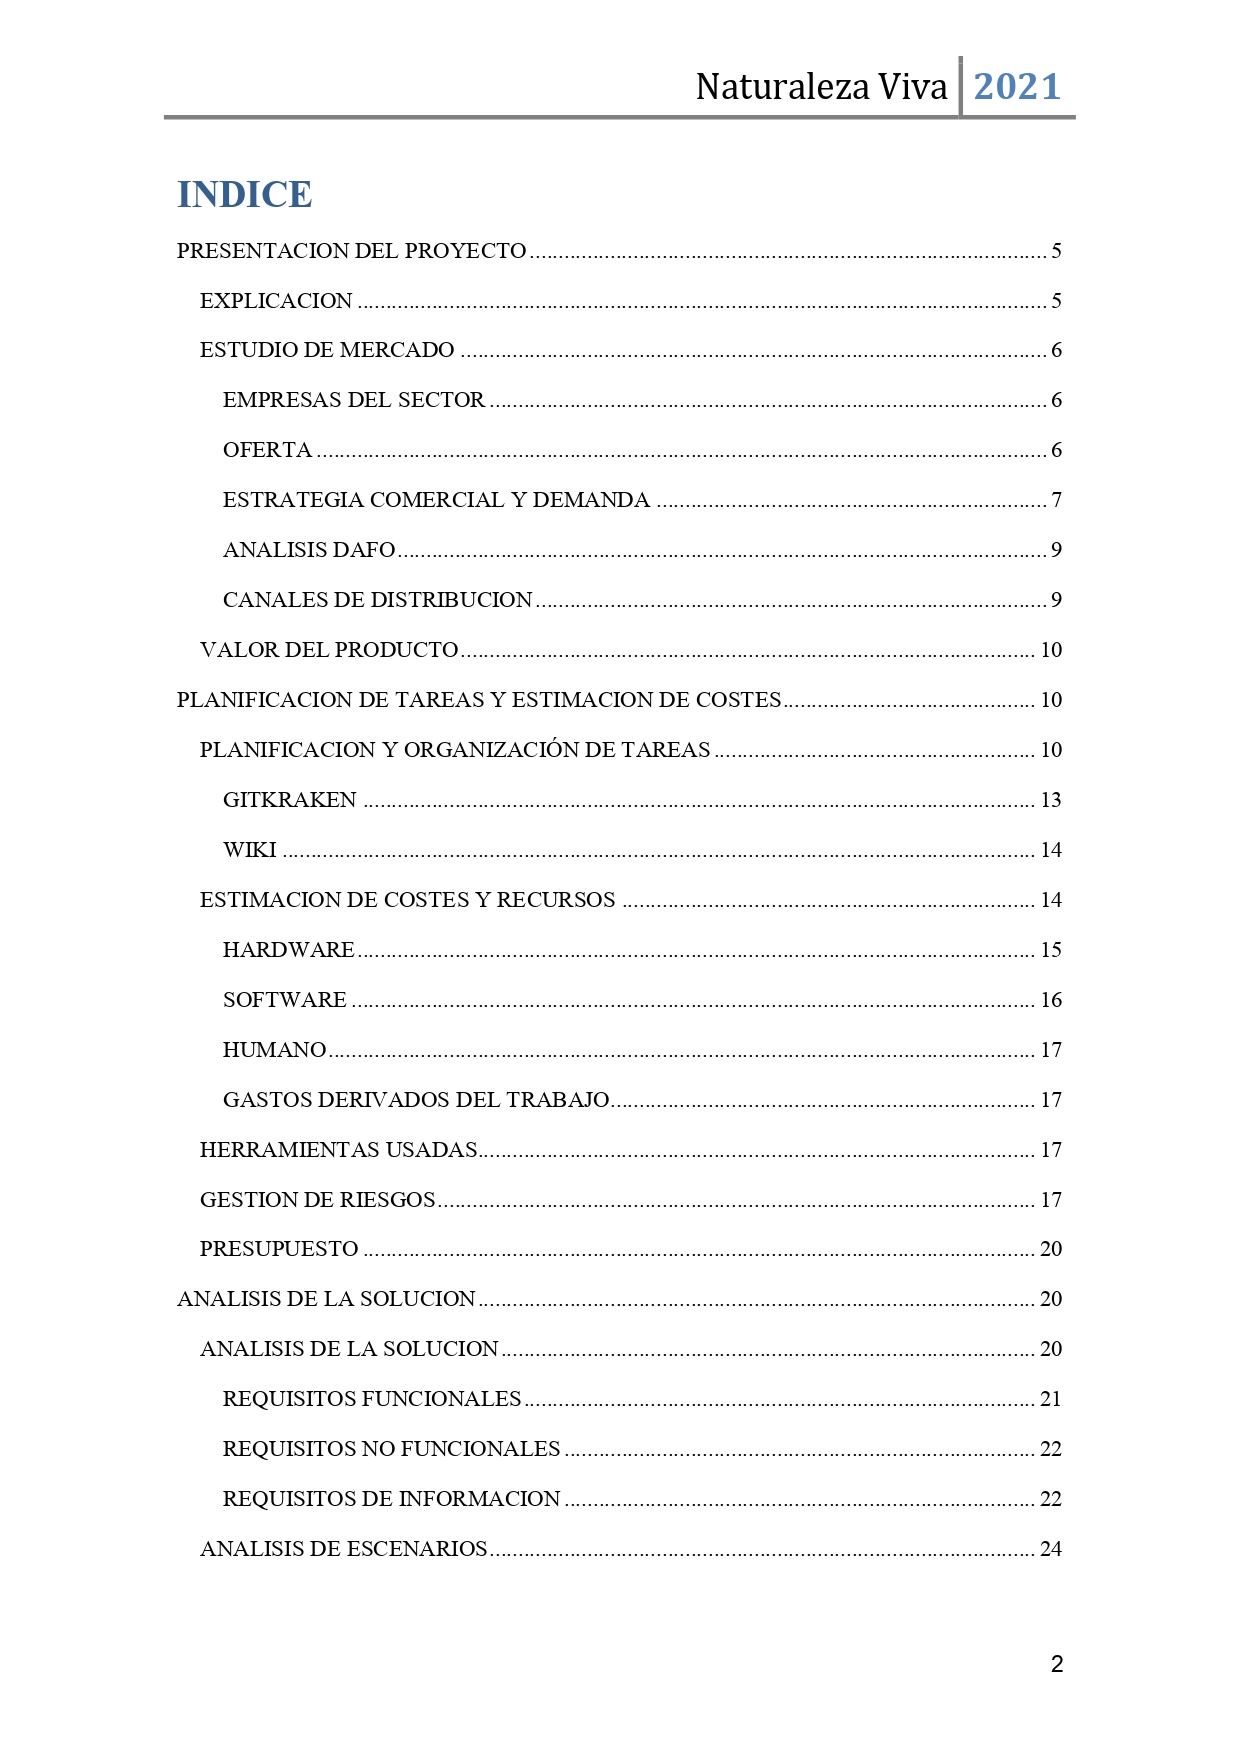 Naturaleza Viva 2021
INDICE
PRESENTACION DEL PROYECTO 5
EXPLICACION 5
ESTUDIO DE MERCADO 6
EMPRESAS DEL SECTOR 6
OFERTA 6
ESTRATEGIA COMERCIAL Y DEMANDA 7
ANALISIS DAFO 9
CANALES DE DISTRIBUCION 9
VALOR DEL PRODUCTO 10
PLANIFICACION DE TAREAS Y ESTIMACION DE COSTES 10
PLANIFICACION Y ORGANIZACIÓN DE TAREAS 10
GITKRAKEN 13
WIKI 14
ESTIMACION DE COSTES Y RECURSOS 14
HARDWARE 15
SOFTWARE 16
HUMANO 17
GASTOS DERIVADOS DEL TRABAJO 17
HERRAMIENTAS USADAS 17
GESTION DE RIESGOS 17
PRESUPUESTO 20
ANALISIS DE LA SOLUCION 20
ANALISIS DE LA SOLUCION 20
REQUISITOS FUNCIONALES 21
REQUISITOS NO FUNCIONALES 22
REQUISITOS DE INFORMACION 22
ANALISIS DE ESCENARIOS 24
2